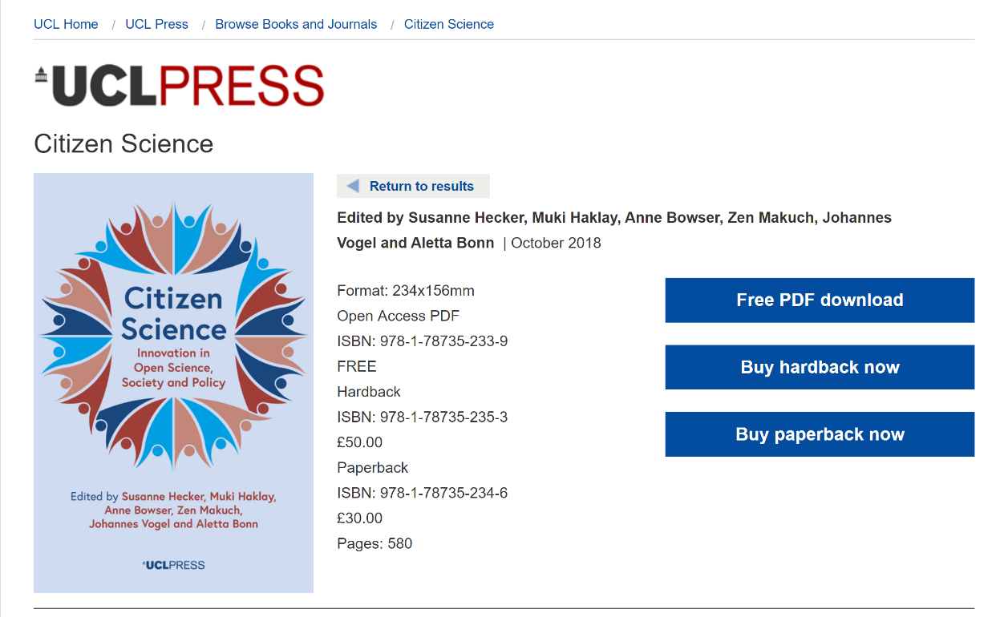 UCL Home / UCL Press / Browse Books and Journals / Citizen Science
UCLPRESS
Citizen Science
Citizen
Science
Innovation in
Open Science,
Society and Policy
Edited by Susanne Hecker, Muki Haklay,
Anne Bowser, Zen Makuch,
Johannes Vogel and Aletta Bonn
UCLPRESS
Return to results
Edited by Susanne Hecker, Muki Haklay, Anne Bowser, Zen Makuch, Johannes
Vogel and Aletta Bonn | October 2018
Format: 234x156mm
Open Access PDF
ISBN: 978-1-78735-233-9
FREE
Hardback
ISBN: 978-1-78735-235-3
£50.00
Paperback
ISBN: 978-1-78735-234-6
£30.00
Pages: 580
Free PDF download
Buy hardback now
Buy paperback now